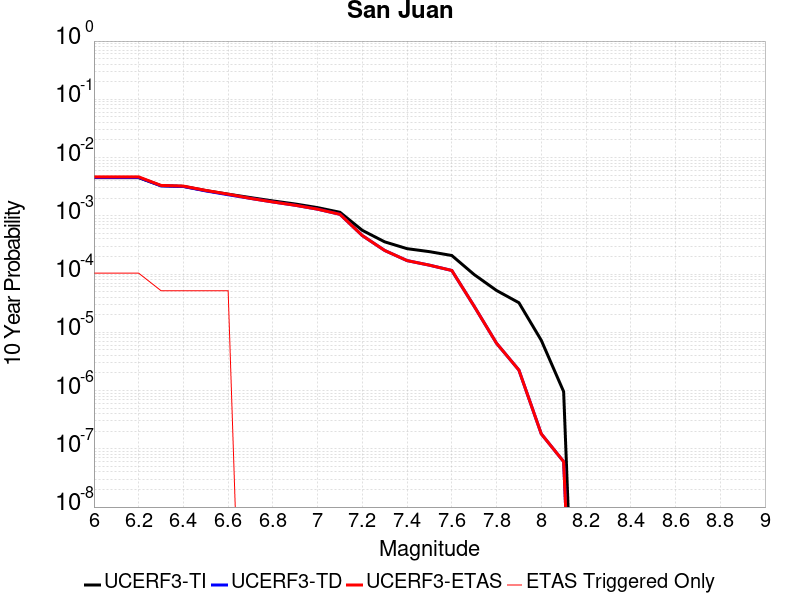 San Juan
10^0
10^-1
10^-2
10^-3
10^-4
10^-5
10^-6
10^-7
10^-8
10 Year Probability
6 6.2 6.4 6.6 6.8 7 7.2 7.4 7.6 7.8 8 8.2 8.4 8.6 8.8 9
Magnitude
UCERF3-TI UCERF3-TD UCERF3-ETAS ETAS Triggered Only